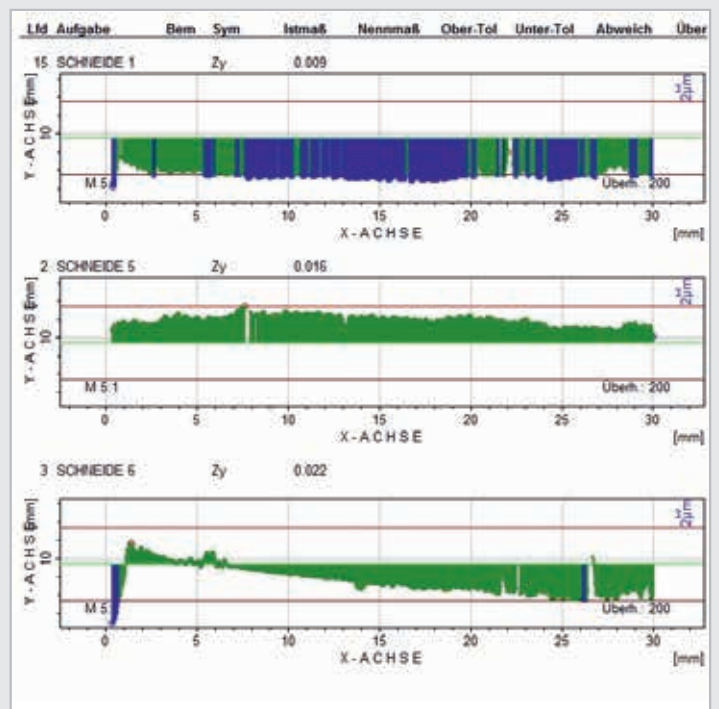 Lfd Aufgabe Bem Sym Istmaß Nennmaß Ober-Tol Unter-Tol Abweich Über
15 SCHNEIDE 1 Zy 0.009
Y-ACHSE [mm]
10
2µm
M 5
Überh.: 200
0 5 10 15 20 25 30
X-ACHSE [mm]
2 SCHNEIDE 5 Zy 0.016
Y-ACHSE [mm]
10
2µm
M 5:1
Überh.: 200
0 5 10 15 20 25 30
X-ACHSE [mm]
3 SCHNEIDE 6 Zy 0.022
Y-ACHSE [mm]
10
2µm
M 5
Überh.: 200
0 5 10 15 20 25 30
X-ACHSE [mm]